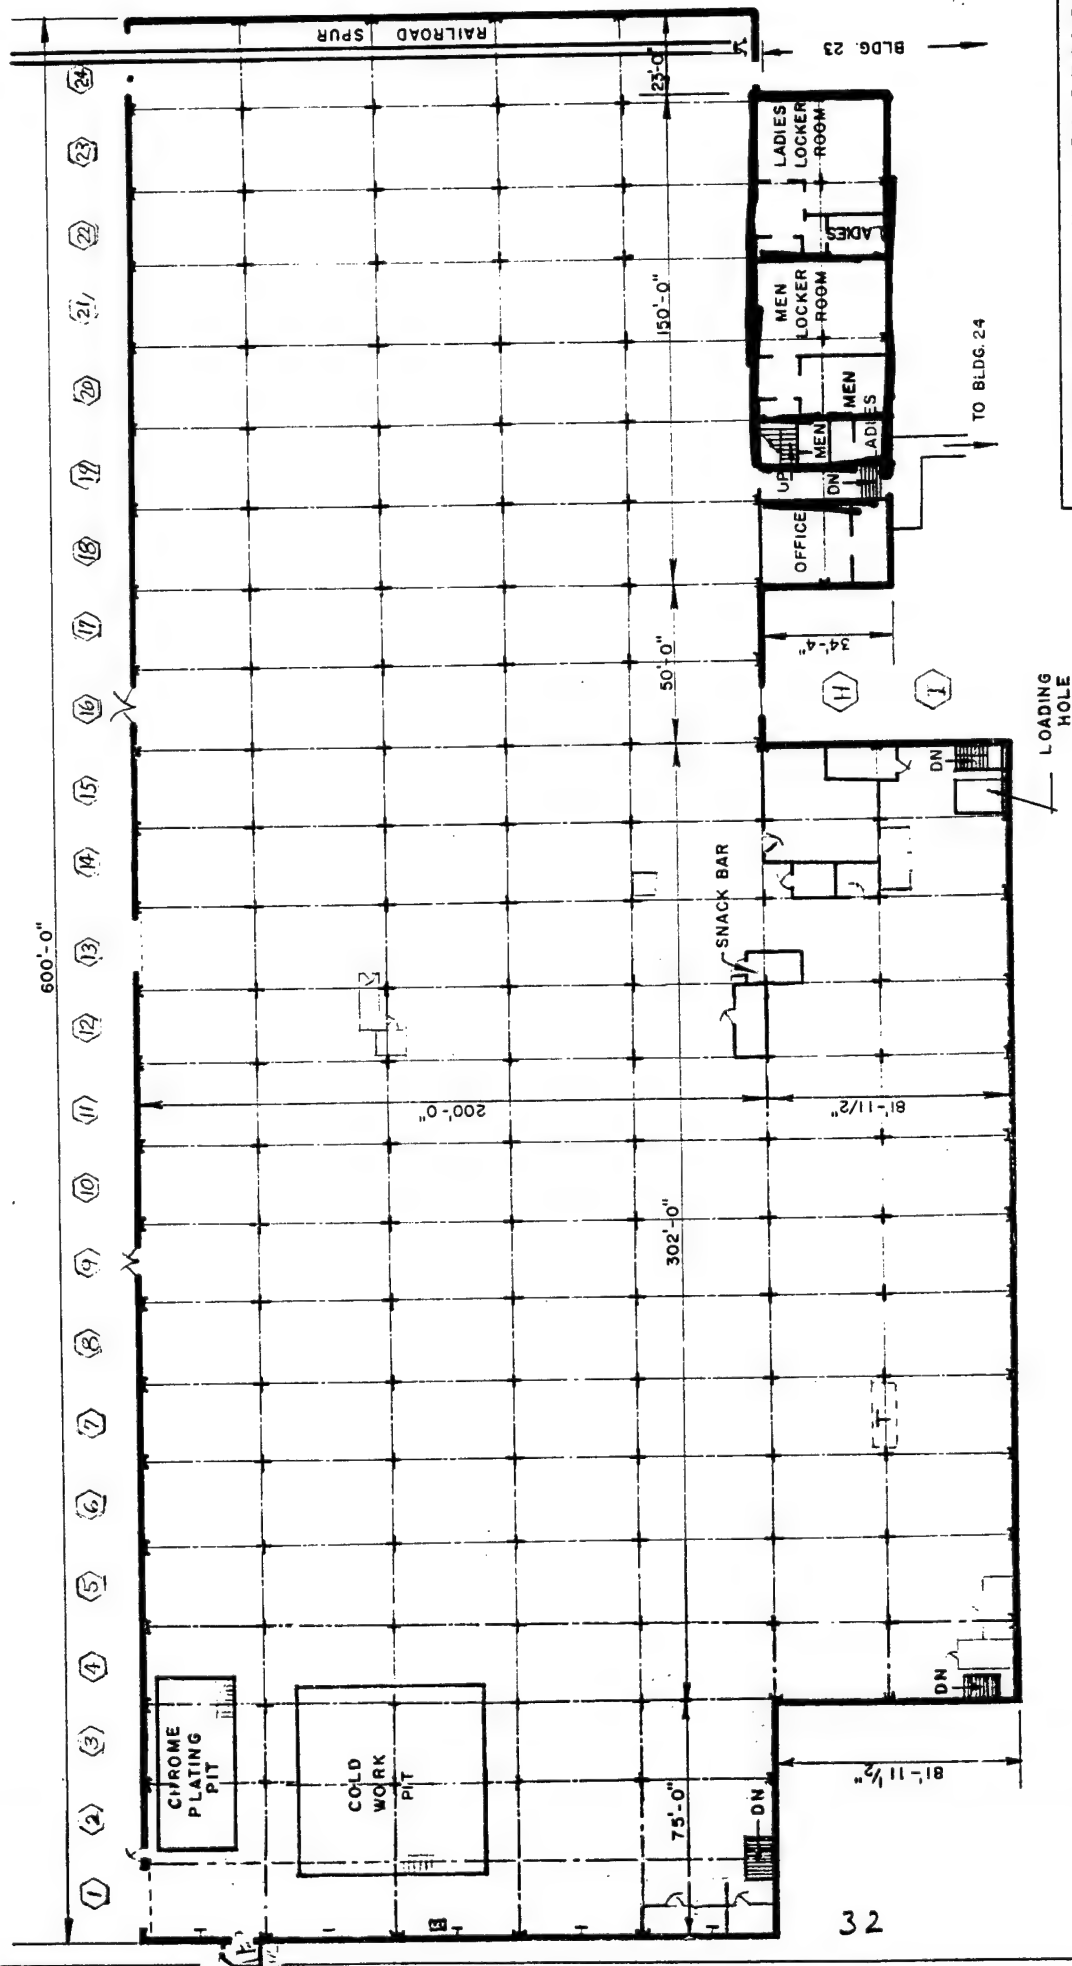 RAILROAD
SPUR
BLDG. 23
600'-0"
24
23
22
21
20
19
18
17
16
15
14
13
12
11
10
9
8
7
6
5
4
3
2
1
23'-0"
150'-0"
50'-0"
302'-0"
75'-0"
200'-0"
81'-11 1/2"
81'-11 1/2"
34'-4"
LADIES
LOCKER
ROOM
LADIES
MEN
LOCKER
ROOM
MEN
MEN
ADIES
UP
DN
OFFICE
TO BLDG. 24
H
I
LOADING
HOLE
DN
SNACK BAR
CHROME
PLATING
PIT
COLD
WORK
PIT
DN
DN
32